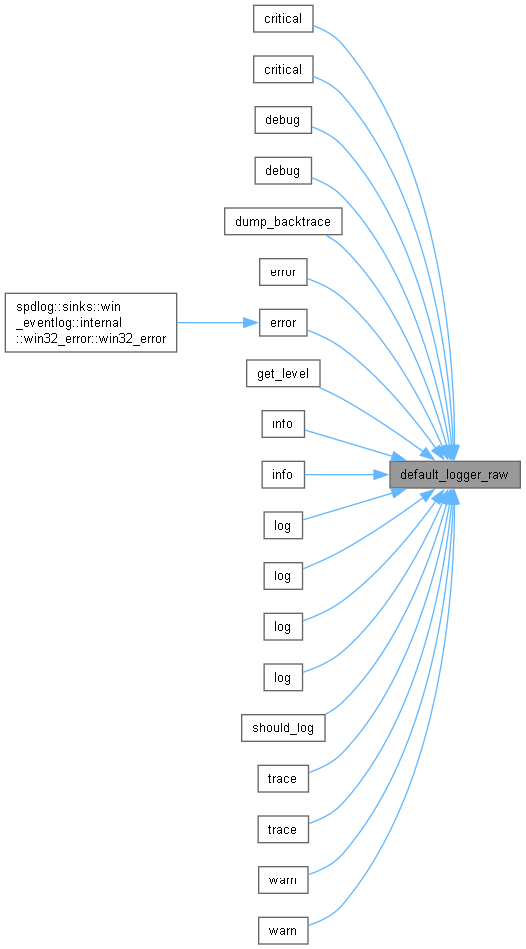 critical
critical
debug
debug
dump_backtrace
error
spdlog::sinks::win
_eventlog::internal
::win32_error::win32_error
error
get_level
info
default_logger_raw
info
log
log
log
log
should_log
trace
trace
warn
warn